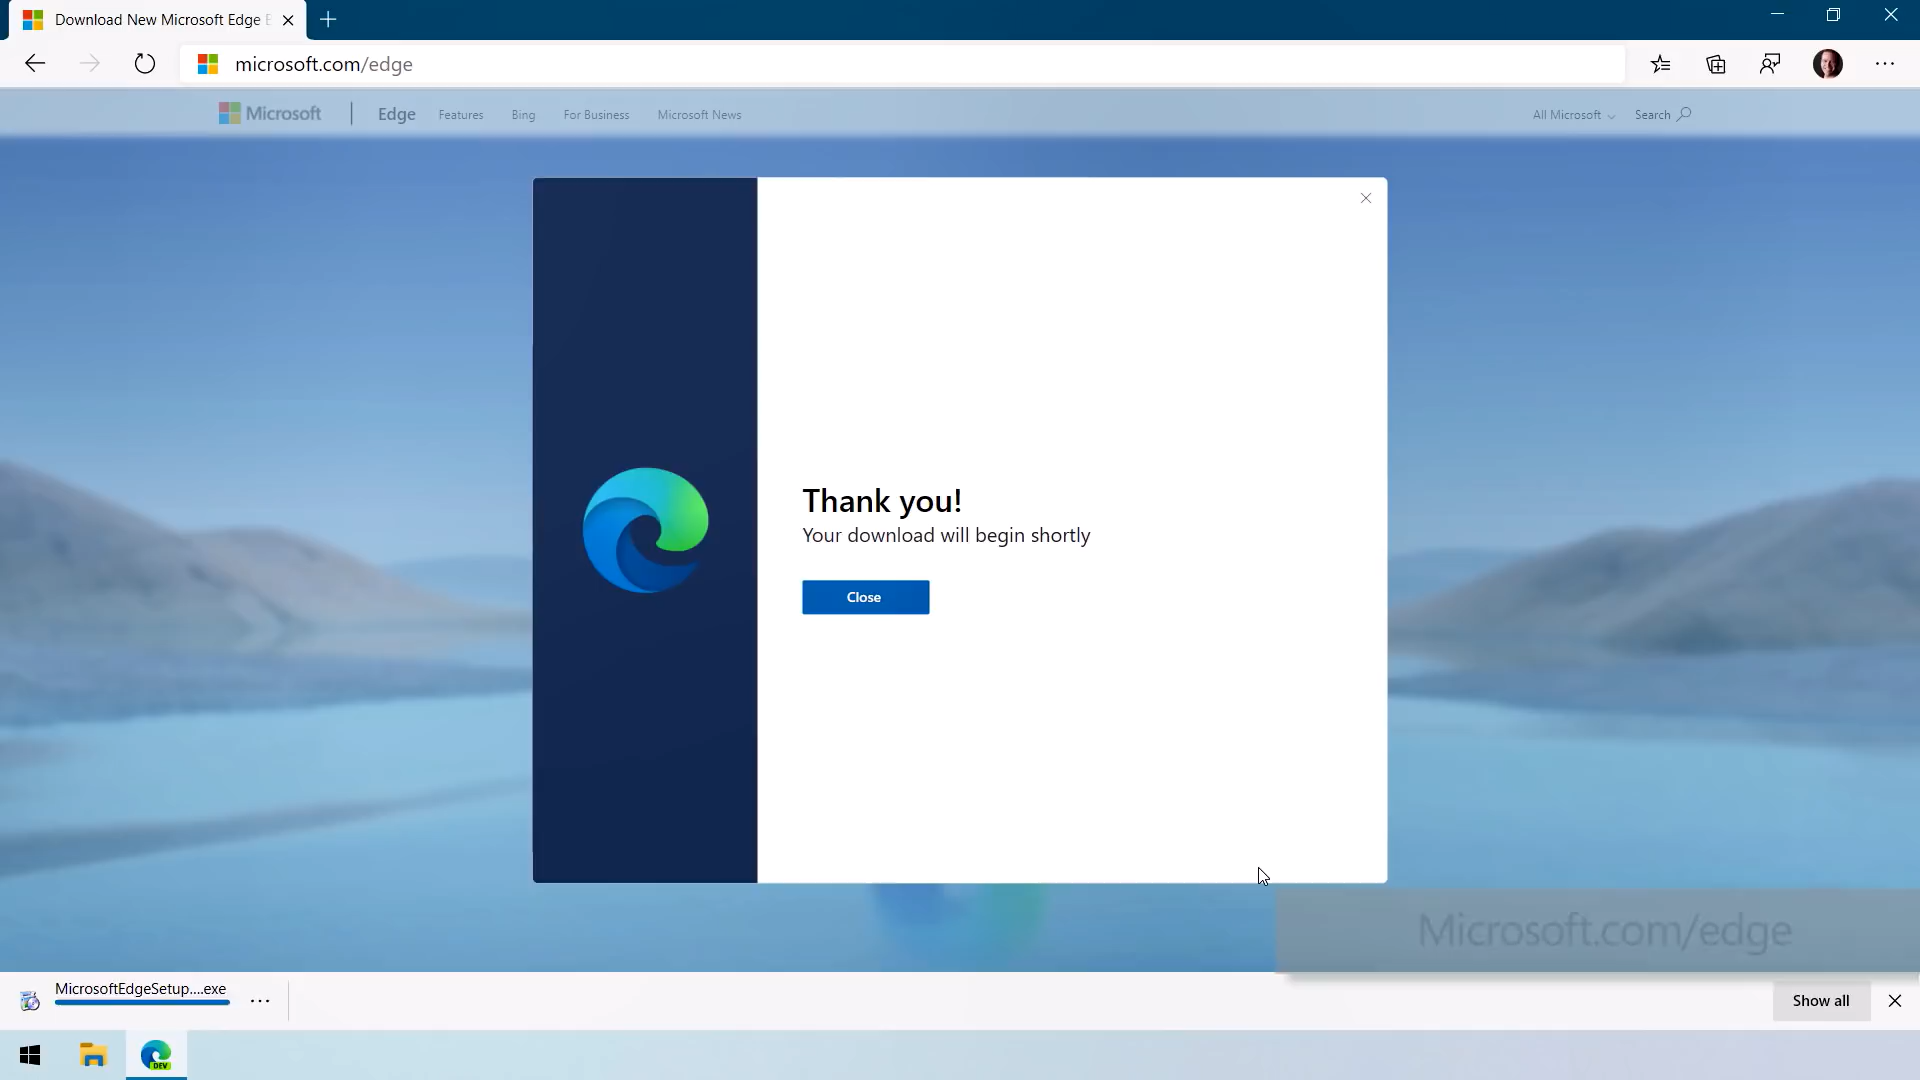 Download New Microsoft Edge
microsoft.com/edge
Microsoft | Edge Features Bing For Business Microsoft News All Microsoft Search
Thank you!
Your download will begin shortly
Close
Microsoft.com/edge
MicrosoftEdgeSetup....exe
Show all
DEV